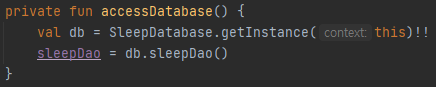 private fun accessDatabase() {
    val db = SleepDatabase.getInstance( context: this)!!
    sleepDao = db.sleepDao()
}